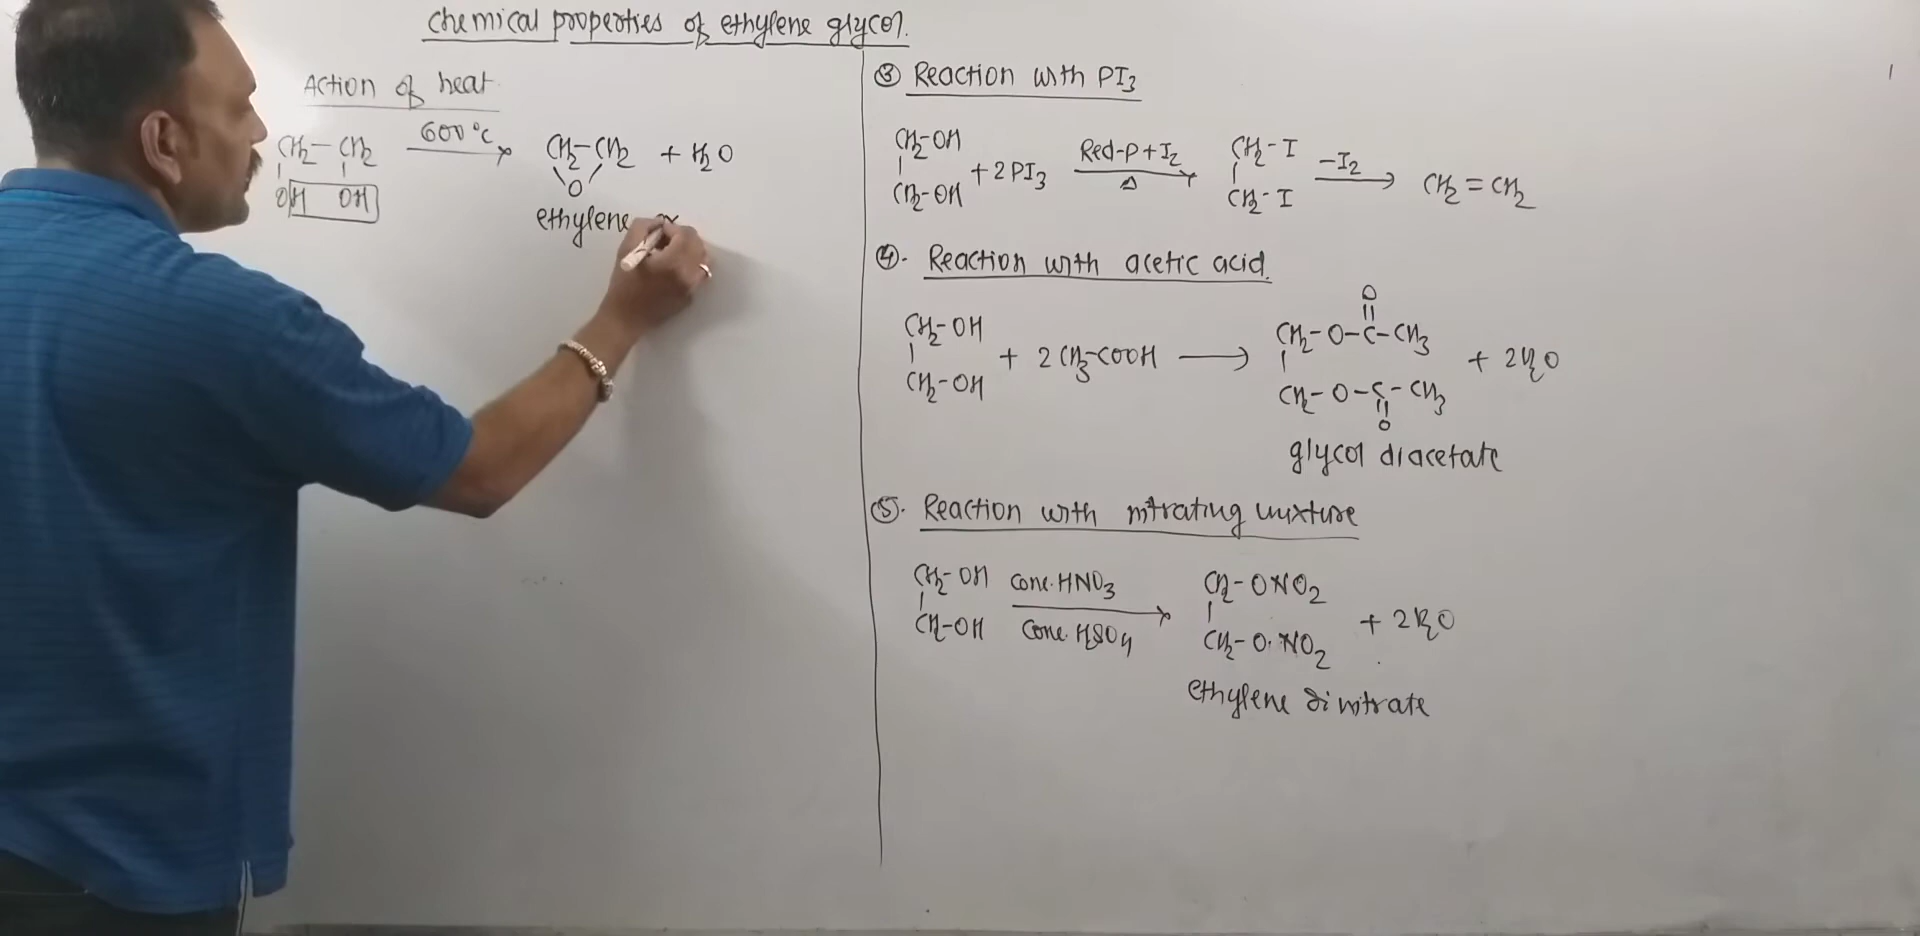 Chemical properties of ethylene glycol.
Action of heat
CH2-CH2 600°C CH2-CH2 + H2O
OH OH O
ethylene
③ Reaction with PI3
CH2-OH
CH2-OH + 2PI3 Red-P+I2 Δ CH2-I
CH2-I -I2 CH2=CH2
④. Reaction with acetic acid.
O
CH2-OH CH2-O-C-CH3
+ 2CH3-COOH + 2H2O
CH2-OH CH2-O-C-CH3
O
glycol diacetate
⑤. Reaction with nitrating mixture
CH2-OH Conc. HNO3 CH2-ONO2
CH2-OH Conc. H2SO4 CH2-O.NO2 + 2H2O
ethylene dinitrate